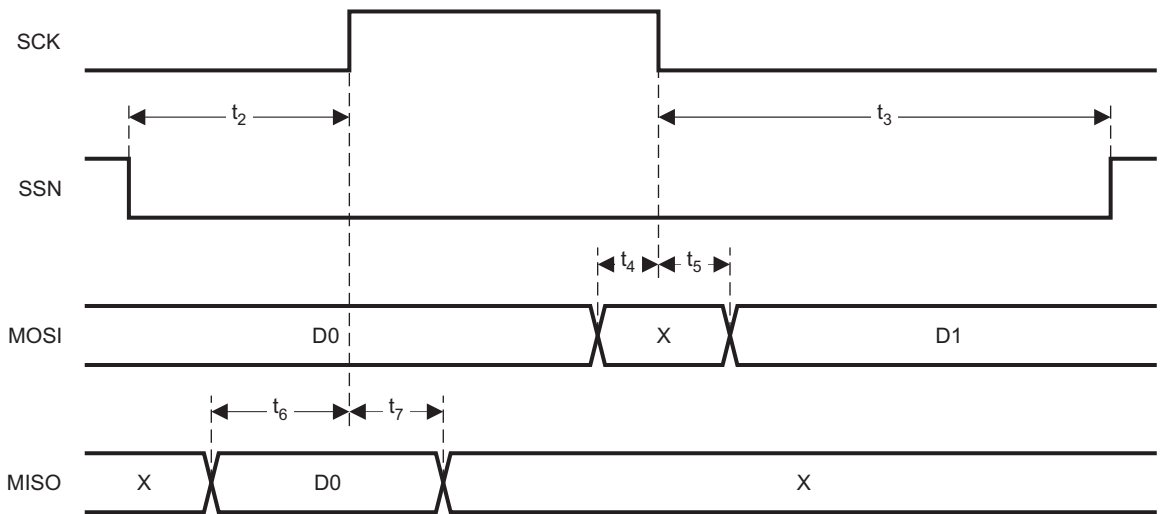 SCK
t2 t3
SSN
t4 t5
MOSI D0 X D1
t6 t7
MISO X D0 X